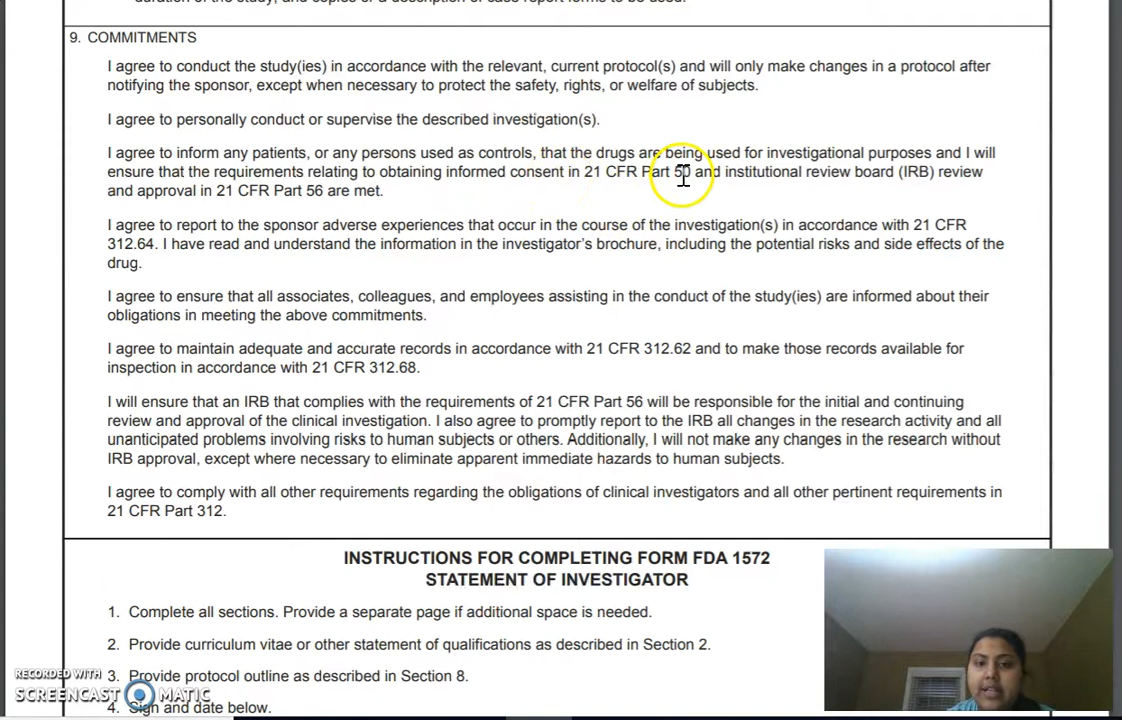 duration of the study, and copies or a description of case report forms to be used.
9. COMMITMENTS
I agree to conduct the study(ies) in accordance with the relevant, current protocol(s) and will only make changes in a protocol after
notifying the sponsor, except when necessary to protect the safety, rights, or welfare of subjects.
I agree to personally conduct or supervise the described investigation(s).
I agree to inform any patients, or any persons used as controls, that the drugs are being used for investigational purposes and I will
ensure that the requirements relating to obtaining informed consent in 21 CFR Part 50 and institutional review board (IRB) review
and approval in 21 CFR Part 56 are met.
I agree to report to the sponsor adverse experiences that occur in the course of the investigation(s) in accordance with 21 CFR
312.64. I have read and understand the information in the investigator's brochure, including the potential risks and side effects of the
drug.
I agree to ensure that all associates, colleagues, and employees assisting in the conduct of the study(ies) are informed about their
obligations in meeting the above commitments.
I agree to maintain adequate and accurate records in accordance with 21 CFR 312.62 and to make those records available for
inspection in accordance with 21 CFR 312.68.
I will ensure that an IRB that complies with the requirements of 21 CFR Part 56 will be responsible for the initial and continuing
review and approval of the clinical investigation. I also agree to promptly report to the IRB all changes in the research activity and all
unanticipated problems involving risks to human subjects or others. Additionally, I will not make any changes in the research without
IRB approval, except where necessary to eliminate apparent immediate hazards to human subjects.
I agree to comply with all other requirements regarding the obligations of clinical investigators and all other pertinent requirements in
21 CFR Part 312.
INSTRUCTIONS FOR COMPLETING FORM FDA 1572
STATEMENT OF INVESTIGATOR
1. Complete all sections. Provide a separate page if additional space is needed.
2. Provide curriculum vitae or other statement of qualifications as described in Section 2.
3. Provide protocol outline as described in Section 8.
4. Sign and date below.
RECORDED WITH
SCREENCAST MATIC